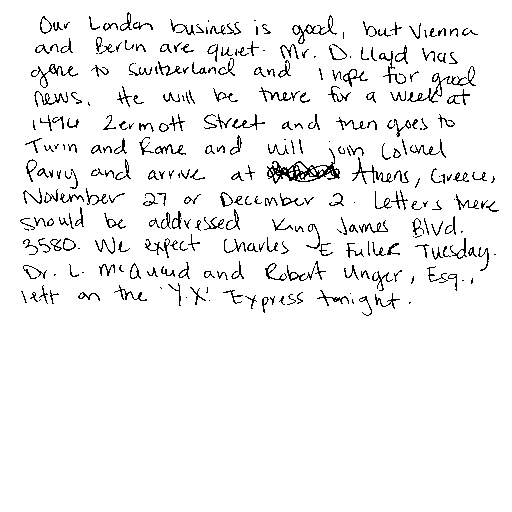 Our London business is good, but Vienna
and Berlin are quiet. Mr. D. Lloyd has
gone to Switzerland and I hope for good
news. He will be there for a week at
1496 Zermott Street and then goes to
Turin and Rome and will join Colonel
Parry and arrive at Athens, Greece,
November 27 or December 2. Letters there
should be addressed King James Blvd.
3580. We expect Charles E Fuller Tuesday.
Dr. L. McQuaid and Robert Unger, Esq.,
left on the 'Y.X.' Express tonight.